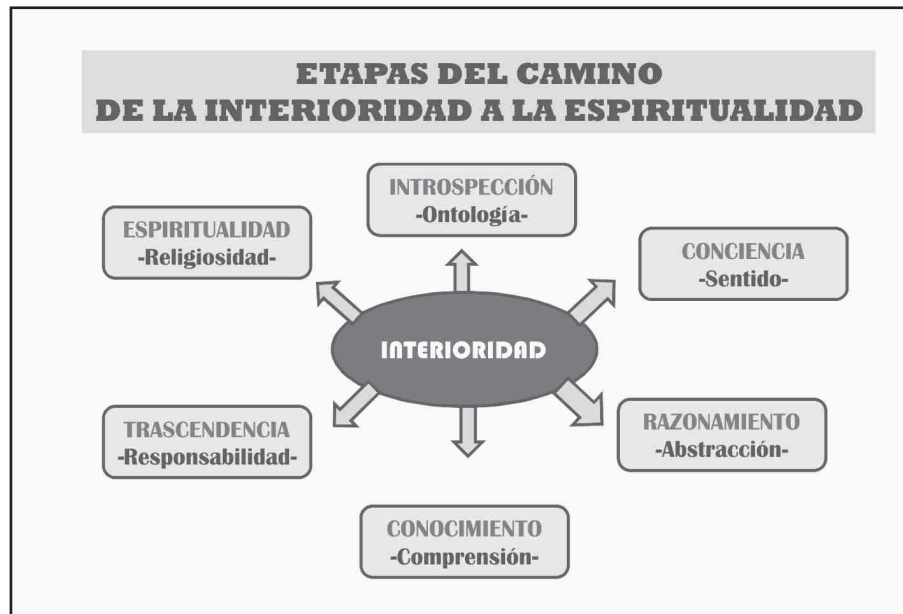 ETAPAS DEL CAMINO
DE LA INTERIORIDAD A LA ESPIRITUALIDAD
INTROSPECCIÓN
-Ontología-
ESPIRITUALIDAD
-Religiosidad-
CONCIENCIA
-Sentido-
INTERIORIDAD
TRASCENDENCIA
-Responsabilidad-
RAZONAMIENTO
-Abstracción-
CONOCIMIENTO
-Comprensión-